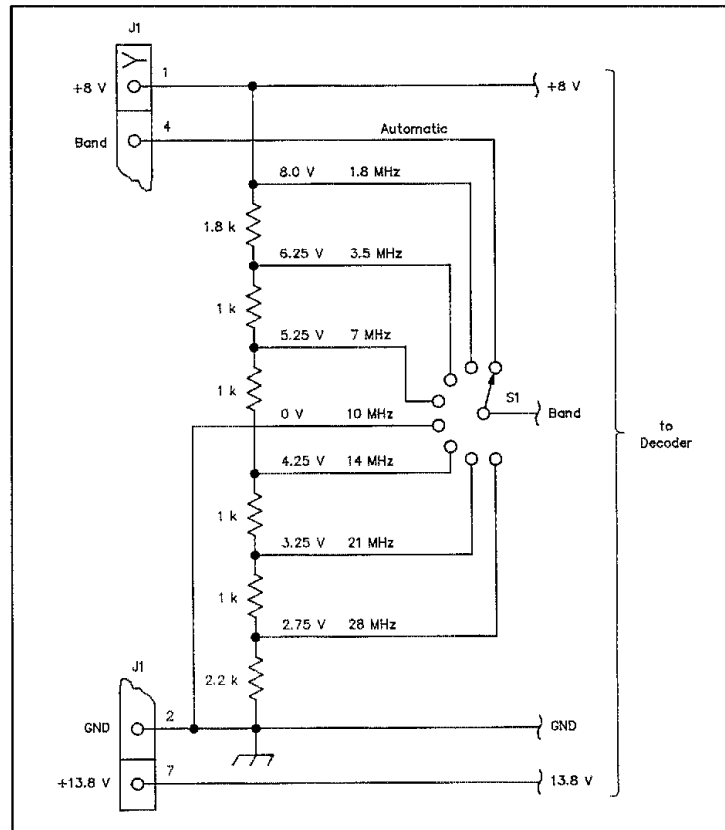 J1
1
+8 V
+8 V
4
Band
Automatic
8.0 V 1.8 MHz
1.8 k
6.25 V 3.5 MHz
1 k
5.25 V 7 MHz
1 k
S1
Band
0 V 10 MHz
to
Decoder
4.25 V 14 MHz
1 k
3.25 V 21 MHz
1 k
2.75 V 28 MHz
J1
2.2 k
2
GND
GND
7
+13.8 V
13.8 V